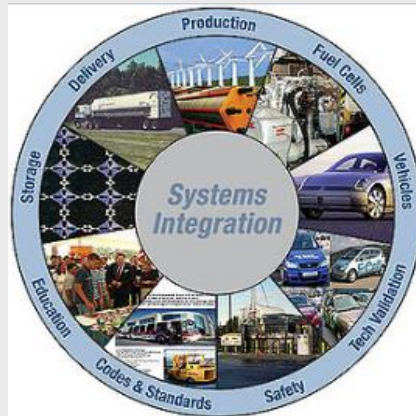 Production
Fuel Cells
Vehicles
Tech Validation
Safety
Codes & Standards
Education
Storage
Delivery
Systems
Integration